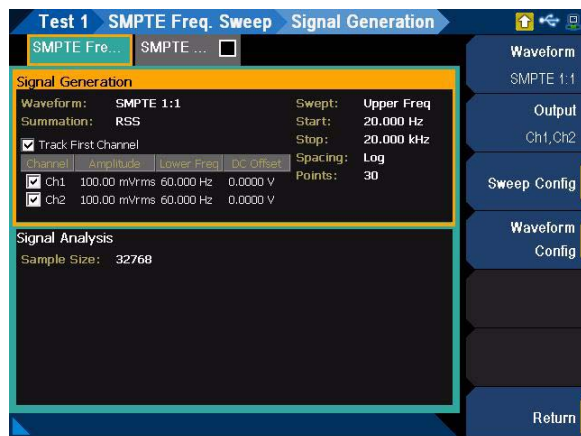 Test 1 SMPTE Freq. Sweep Signal Generation
SMPTE Fre... SMPTE ...
Signal Generation
Waveform: SMPTE 1:1
Summation: RSS
Track First Channel
Channel Amplitude Lower Freq DC Offset
Ch1 100.00 mVrms 60.000 Hz 0.0000 V
Ch2 100.00 mVrms 60.000 Hz 0.0000 V
Swept: Upper Freq
Start: 20.000 Hz
Stop: 20.000 kHz
Spacing: Log
Points: 30
Signal Analysis
Sample Size: 32768
Waveform
SMPTE 1:1
Output
Ch1,Ch2
Sweep Config
Waveform
Config
Return